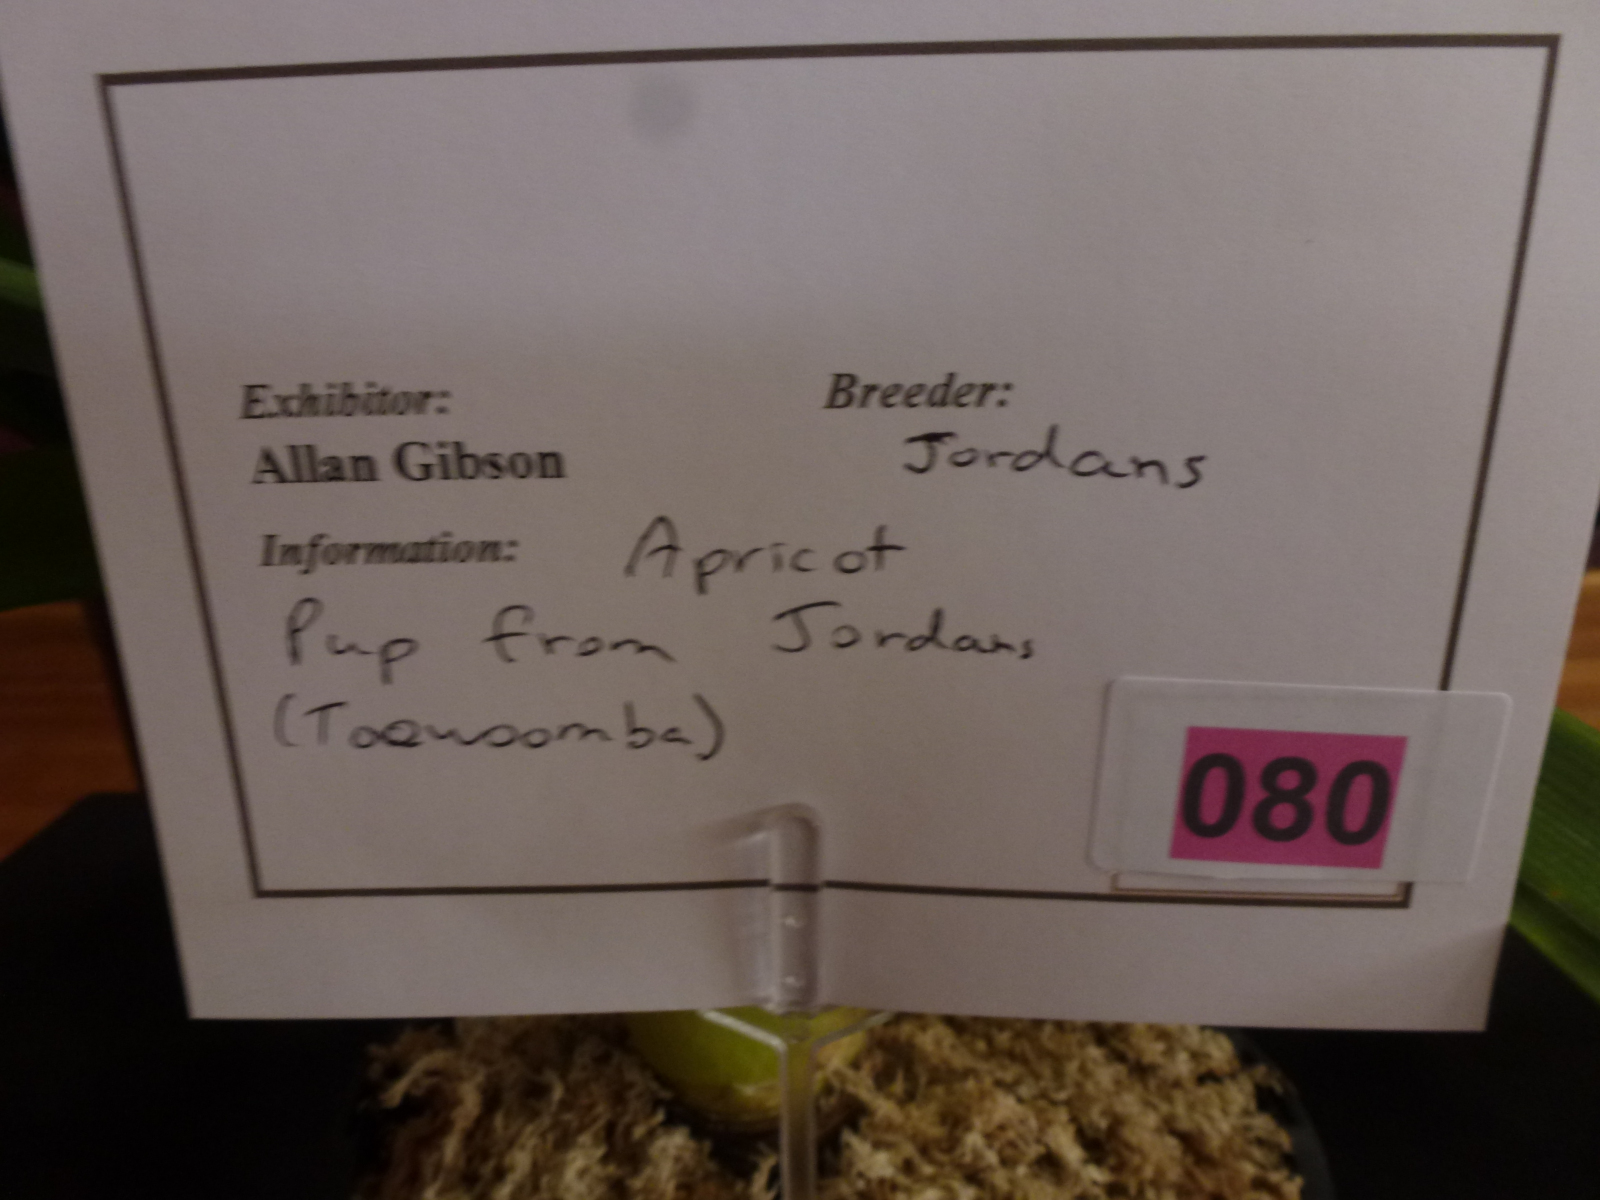 Exhibitor:
Breeder:
Allan Gibson
Jordans
Information: Apricot
Pup from Jordans
(Toowoomba)
080